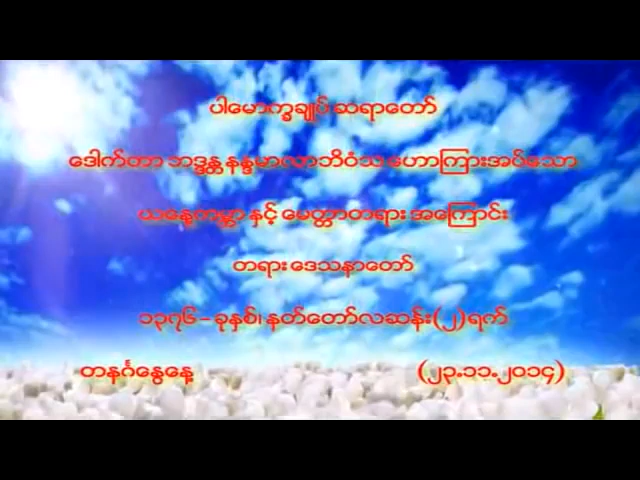 ပါမောက္ခချုပ် ဆရာတော်
ဒေါက်တာ ဘဒ္ဒန္တ နန္ဒမာလာဘိဝံသ ဟောကြားအပ်သော
ယနေ့ကမ္ဘာ နှင့် မေတ္တာတရား အကြောင်း
တရား ဒေသနာတော်
၁၃၇၆ – ခုနှစ်၊ နတ်တော်လဆန်း(၂)ရက်
တနင်္ဂနွေနေ့ (၂၃.၁၁.၂၀၁၄)